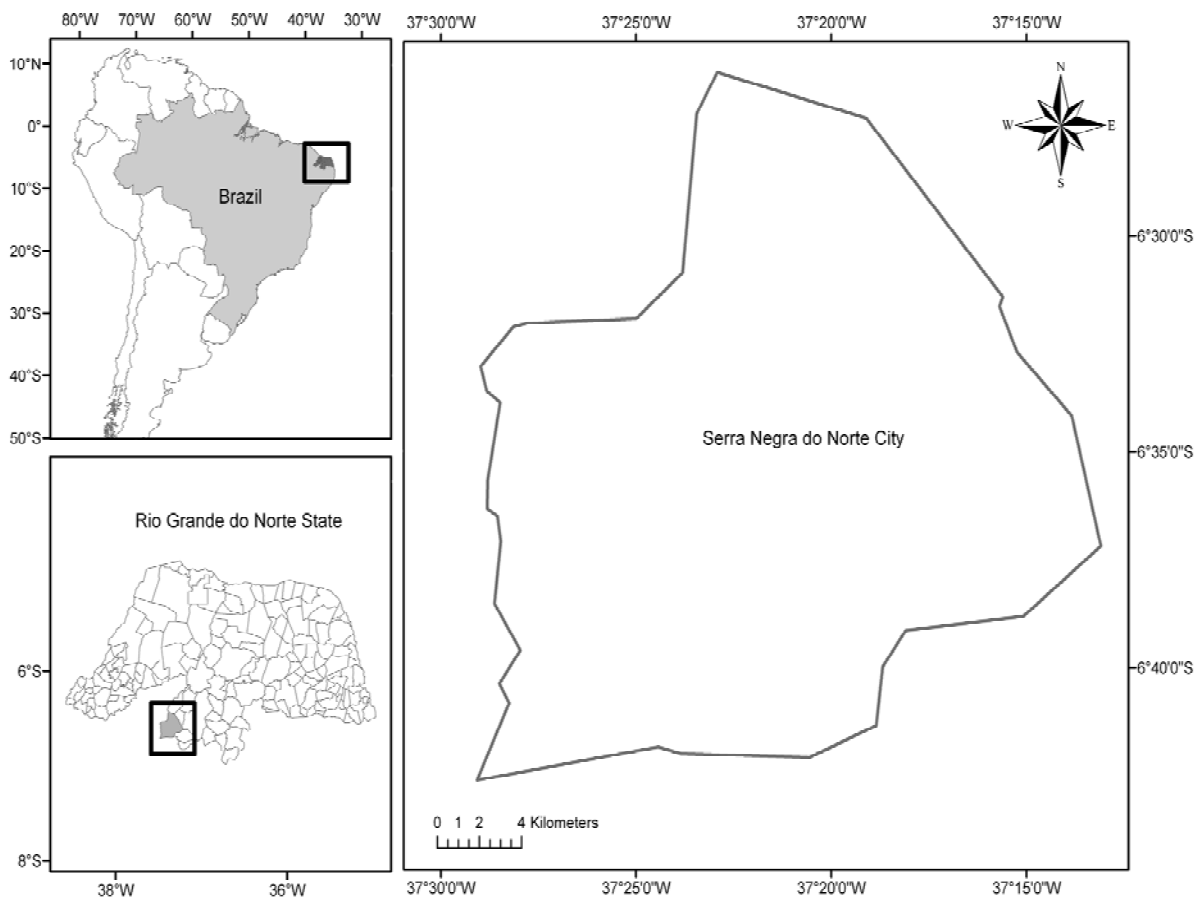 80°W 70°W 60°W 50°W 40°W 30°W
10°N
0°
10°S
20°S
30°S
40°S
50°S
Brazil
Rio Grande do Norte State
6°S
8°S
38°W 36°W
37°30'0"W 37°25'0"W 37°20'0"W 37°15'0"W
N
W E
S
6°30'0"S
Serra Negra do Norte City
6°35'0"S
6°40'0"S
0 1 2 4 Kilometers
37°30'0"W 37°25'0"W 37°20'0"W 37°15'0"W